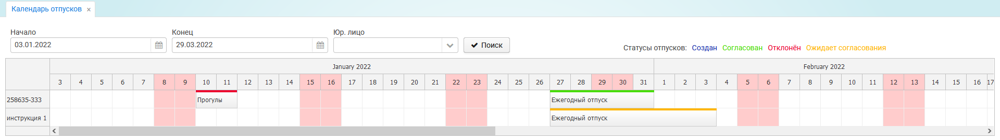 Календарь отпусков ×
Начало Конец Юр. лицо
03.01.2022 29.03.2022 Поиск
Статусы отпусков: Создан Согласован Отклонён Ожидает согласования
January 2022 February 2022
3 4 5 6 7 8 9 10 11 12 13 14 15 16 17 18 19 20 21 22 23 24 25 26 27 28 29 30 31 1 2 3 4 5 6 7 8 9 10 11 12 13 14 15 16 17
258635-333 Прогулы Ежегодный отпуск
инструкция 1 Ежегодный отпуск